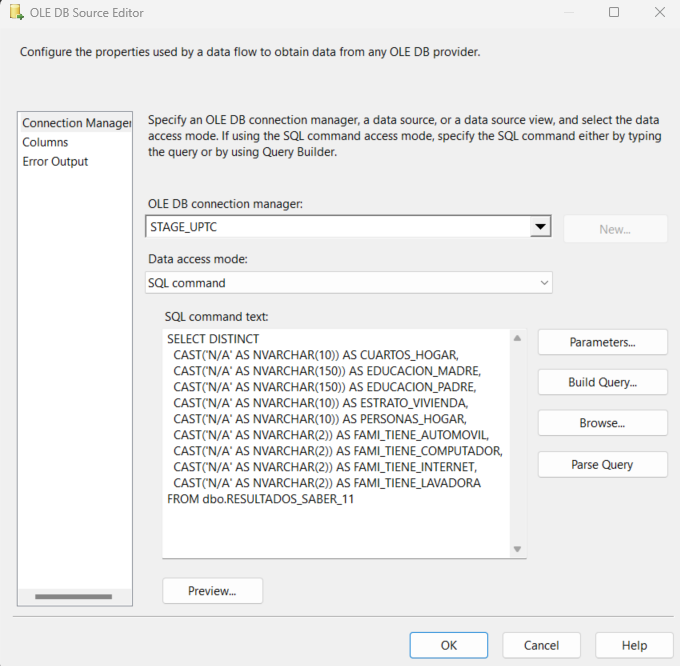 OLE DB Source Editor
Configure the properties used by a data flow to obtain data from any OLE DB provider.
Connection Manager
Columns
Error Output
Specify an OLE DB connection manager, a data source, or a data source view, and select the data
access mode. If using the SQL command access mode, specify the SQL command either by typing
the query or by using Query Builder.
OLE DB connection manager:
STAGE_UPTC
New...
Data access mode:
SQL command
SQL command text:
SELECT DISTINCT
CAST('N/A' AS NVARCHAR(10)) AS CUARTOS_HOGAR,
CAST('N/A' AS NVARCHAR(150)) AS EDUCACION_MADRE,
CAST('N/A' AS NVARCHAR(150)) AS EDUCACION_PADRE,
CAST('N/A' AS NVARCHAR(10)) AS ESTRATO_VIVIENDA,
CAST('N/A' AS NVARCHAR(10)) AS PERSONAS_HOGAR,
CAST('N/A' AS NVARCHAR(2)) AS FAMI_TIENE_AUTOMOVIL,
CAST('N/A' AS NVARCHAR(2)) AS FAMI_TIENE_COMPUTADOR,
CAST('N/A' AS NVARCHAR(2)) AS FAMI_TIENE_INTERNET,
CAST('N/A' AS NVARCHAR(2)) AS FAMI_TIENE_LAVADORA
FROM dbo.RESULTADOS_SABER_11
Parameters...
Build Query...
Browse...
Parse Query
Preview...
OK
Cancel
Help